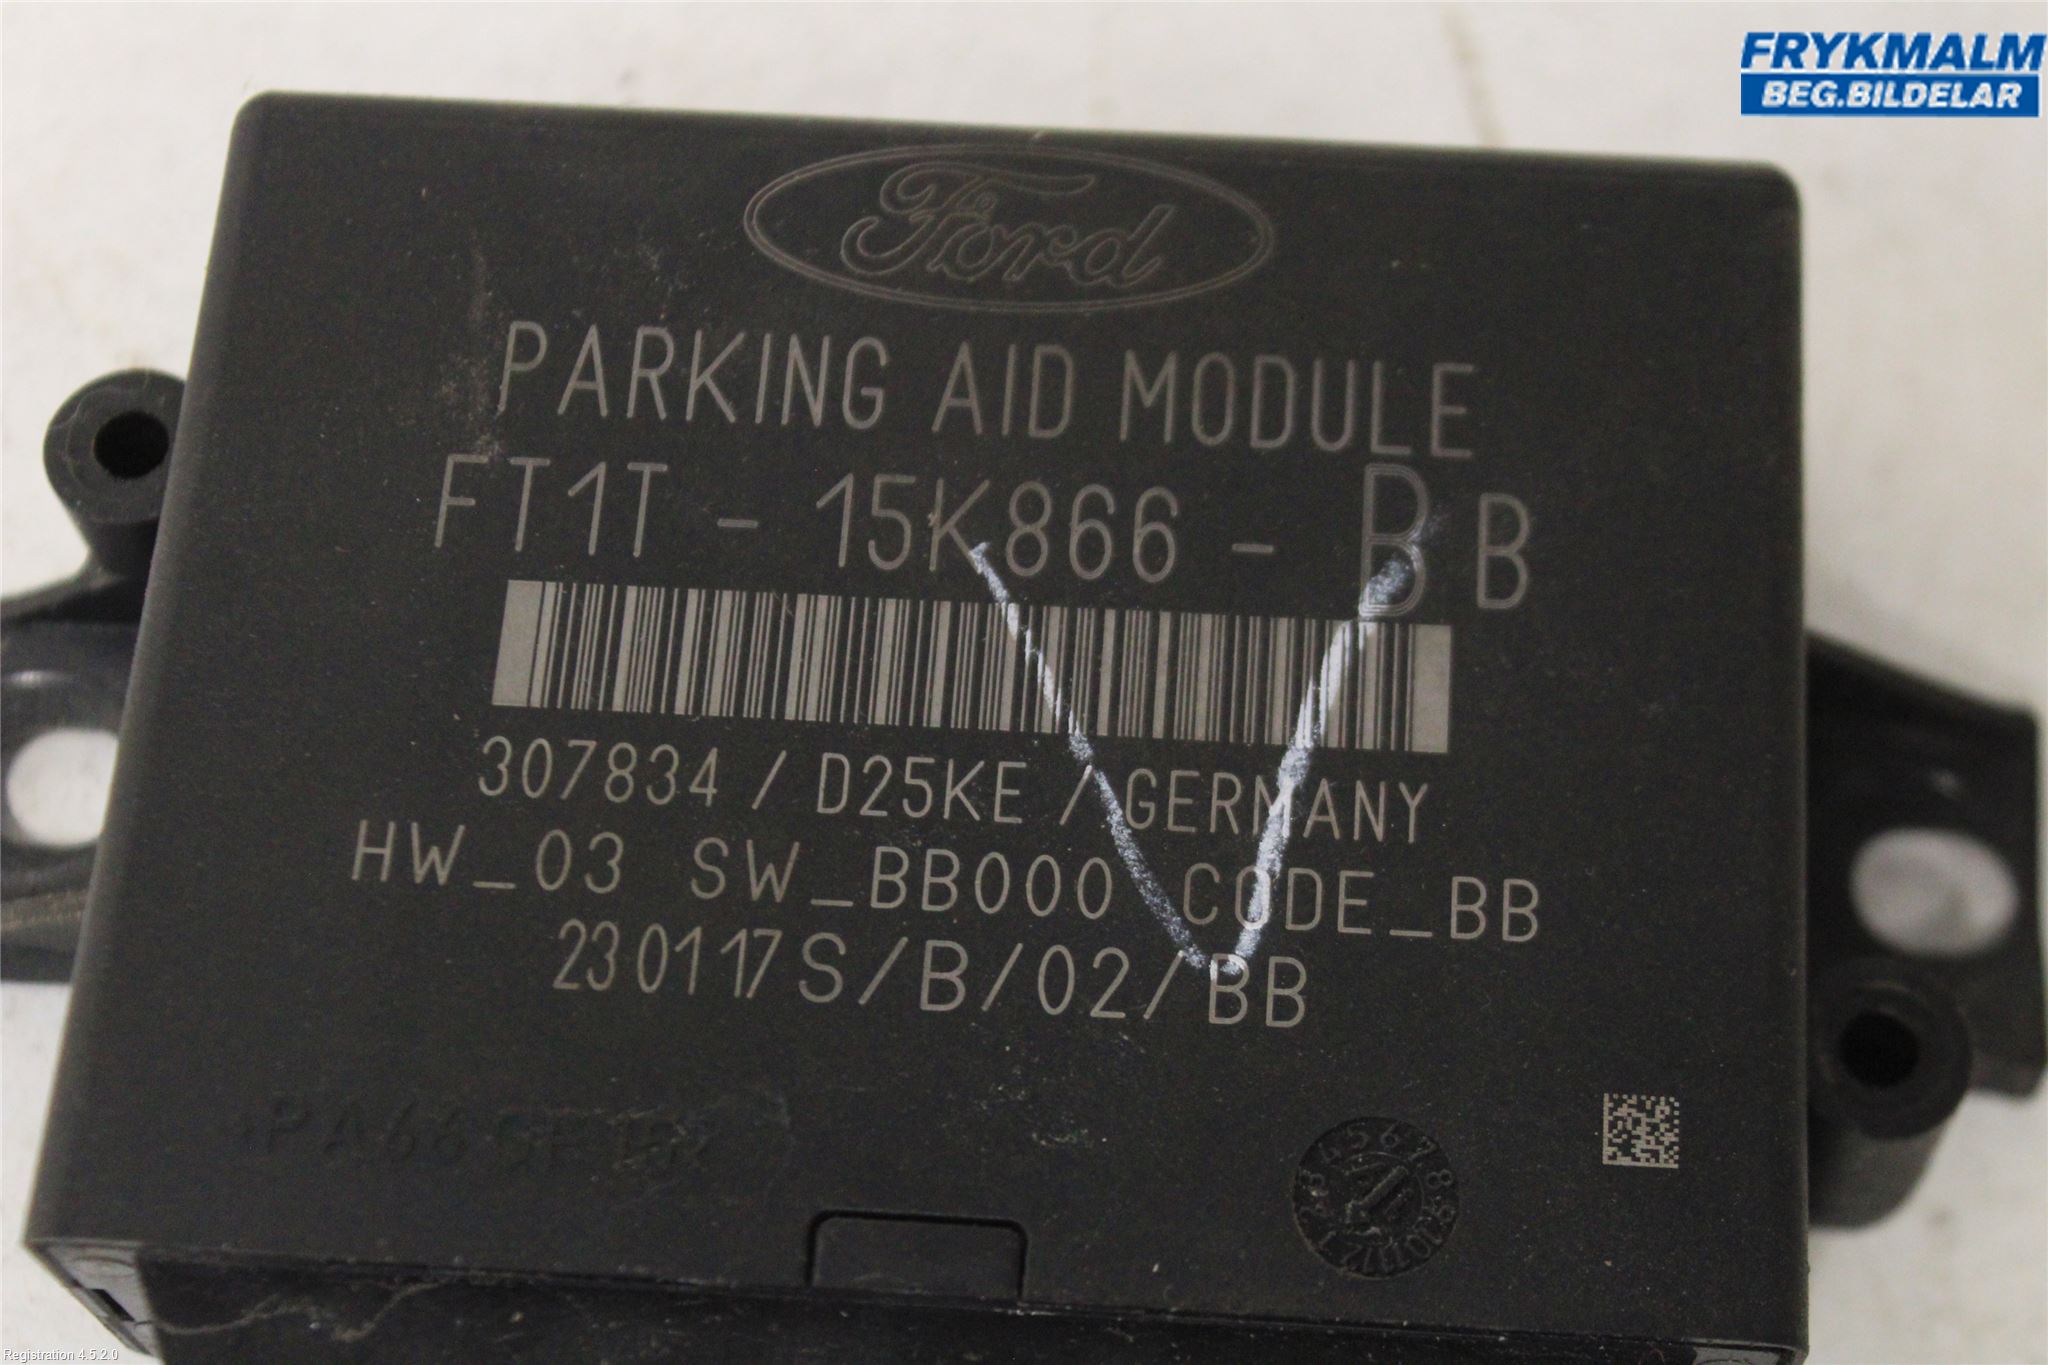 FRYKMALM
BEG.BILDELAR
Ford
PARKING AID MODULE
FT1T - 15K866 - BB
307834 / D25KE / GERMANY
HW_03 SW_BB000 CODE_BB
230117S/B/02/BB
Registration 4.5.2.0